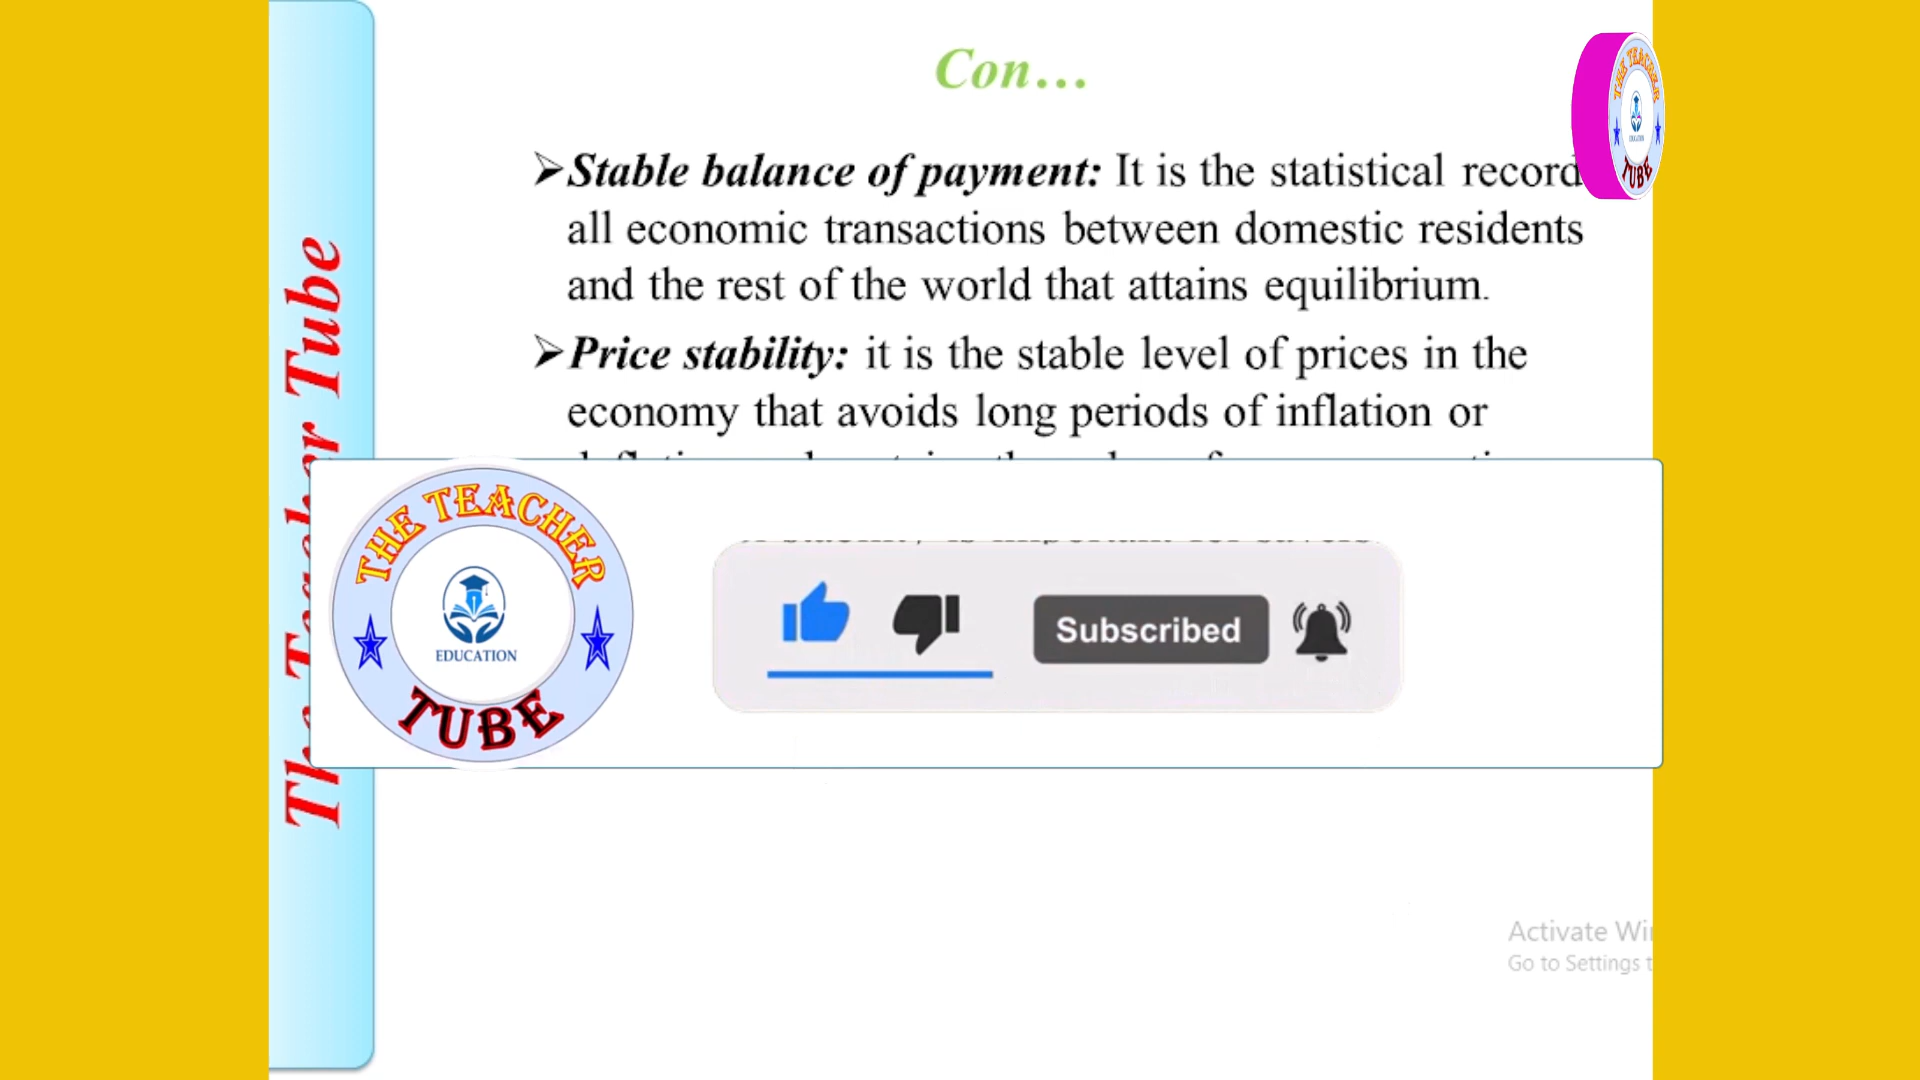 Con...
➢Stable balance of payment: It is the statistical record
all economic transactions between domestic residents
and the rest of the world that attains equilibrium.
➢Price stability: it is the stable level of prices in the
economy that avoids long periods of inflation or
The Teacher Tube
THE TEACHER
EDUCATION
TUBE
Subscribed
THE TEACHER
TUBE
Activate Wi
Go to Settings t